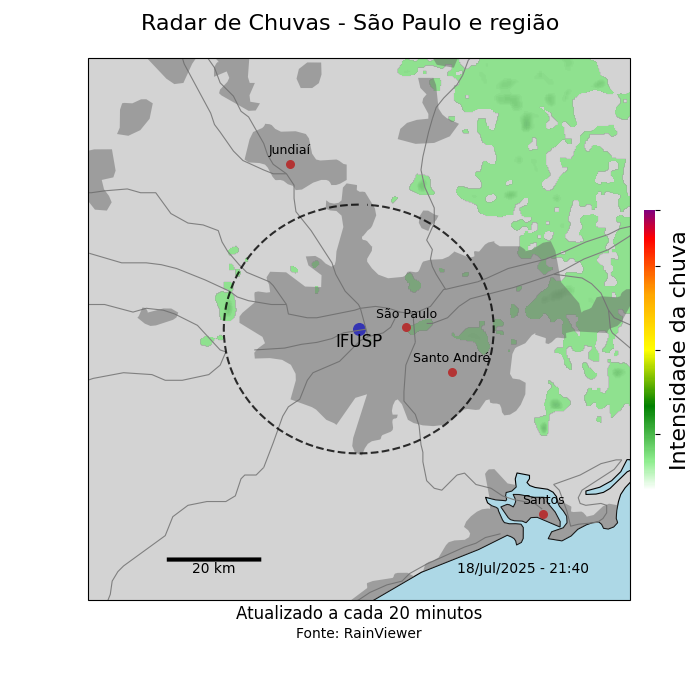 Radar de Chuvas - São Paulo e região
Jundiaí
São Paulo
IFUSP
Santo André
Santos
20 km
18/Jul/2025 - 21:40
Intensidade da chuva
Atualizado a cada 20 minutos
Fonte: RainViewer